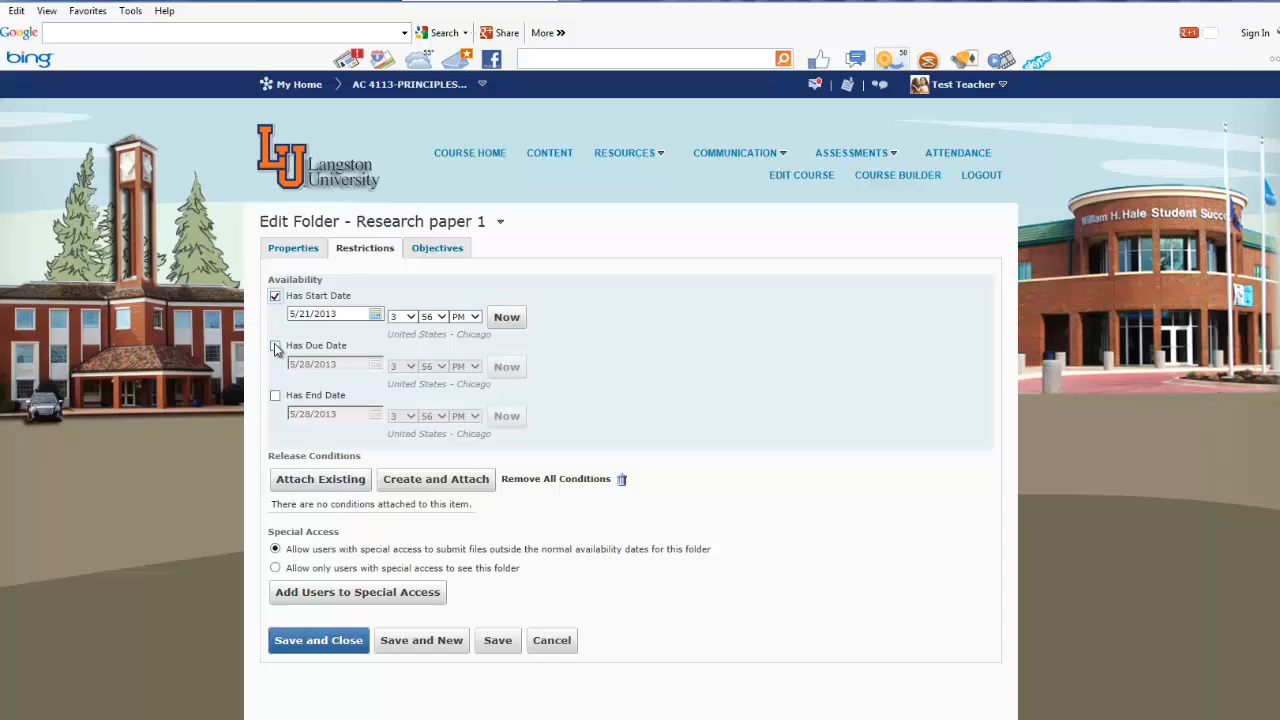 Edit View Favorites Tools Help
Google Search Share More » +1 Sign In
bing 55° 50 skype
My Home AC 4113-PRINCIPLES... Test Teacher
LU Langston University
COURSE HOME CONTENT RESOURCES COMMUNICATION ASSESSMENTS ATTENDANCE
EDIT COURSE COURSE BUILDER LOGOUT
William H. Hale Student Succ
Edit Folder - Research paper 1
Properties Restrictions Objectives
Availability
Has Start Date
5/21/2013 3 56 PM Now
United States - Chicago
Has Due Date
5/28/2013 3 56 PM Now
United States - Chicago
Has End Date
5/28/2013 3 56 PM Now
United States - Chicago
Release Conditions
Attach Existing Create and Attach Remove All Conditions
There are no conditions attached to this item.
Special Access
Allow users with special access to submit files outside the normal availability dates for this folder
Allow only users with special access to see this folder
Add Users to Special Access
Save and Close Save and New Save Cancel